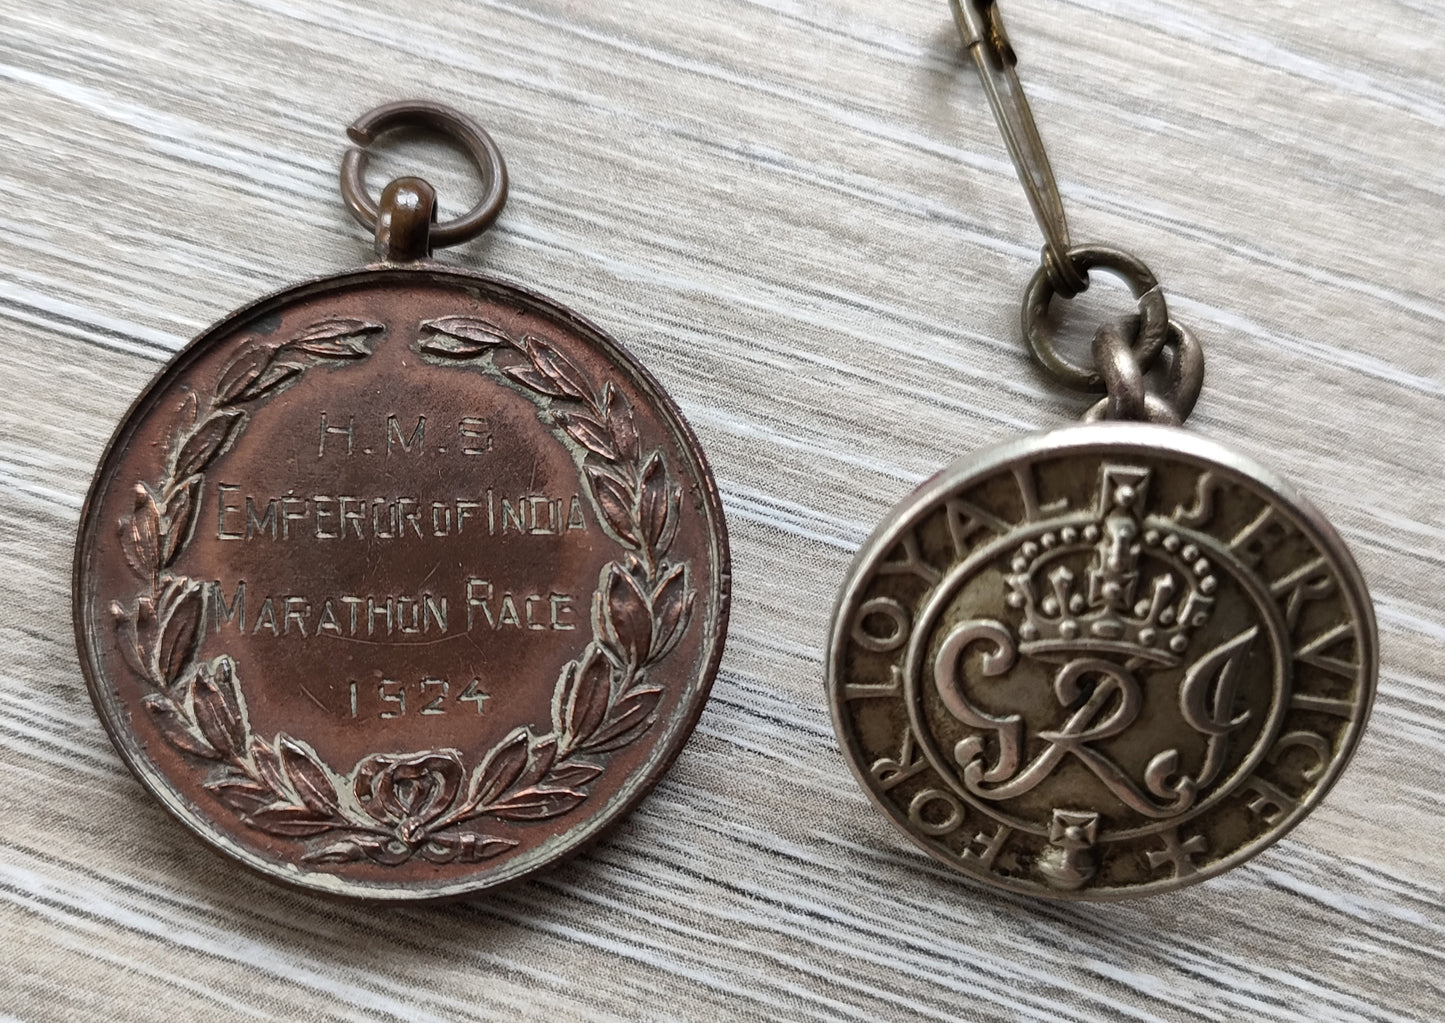 H.M.S
EMPEROR OF INDIA
MARATHON RACE
1924
FOR LOYAL SERVICE
GRI